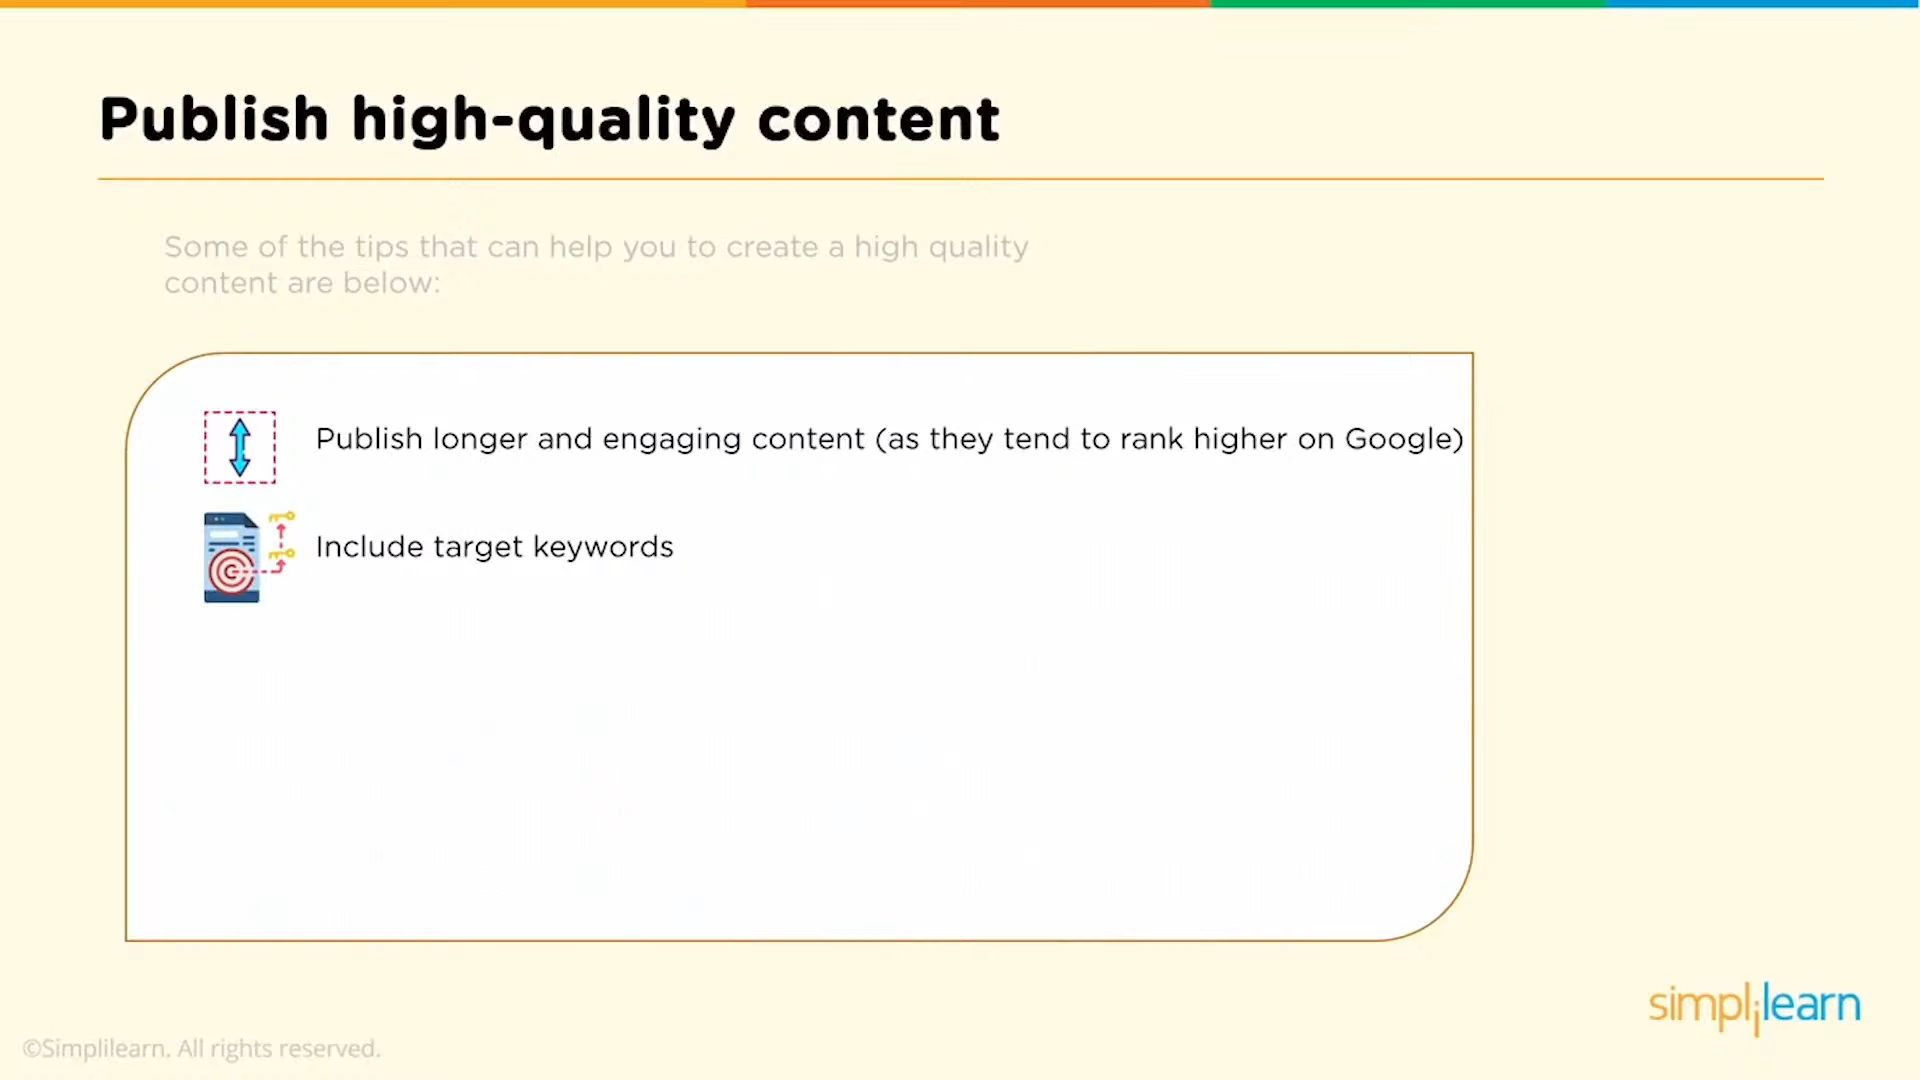 Publish high-quality content
Some of the tips that can help you to create a high quality
content are below:
Publish longer and engaging content (as they tend to rank higher on Google)
Include target keywords
simplilearn
©Simplilearn. All rights reserved.